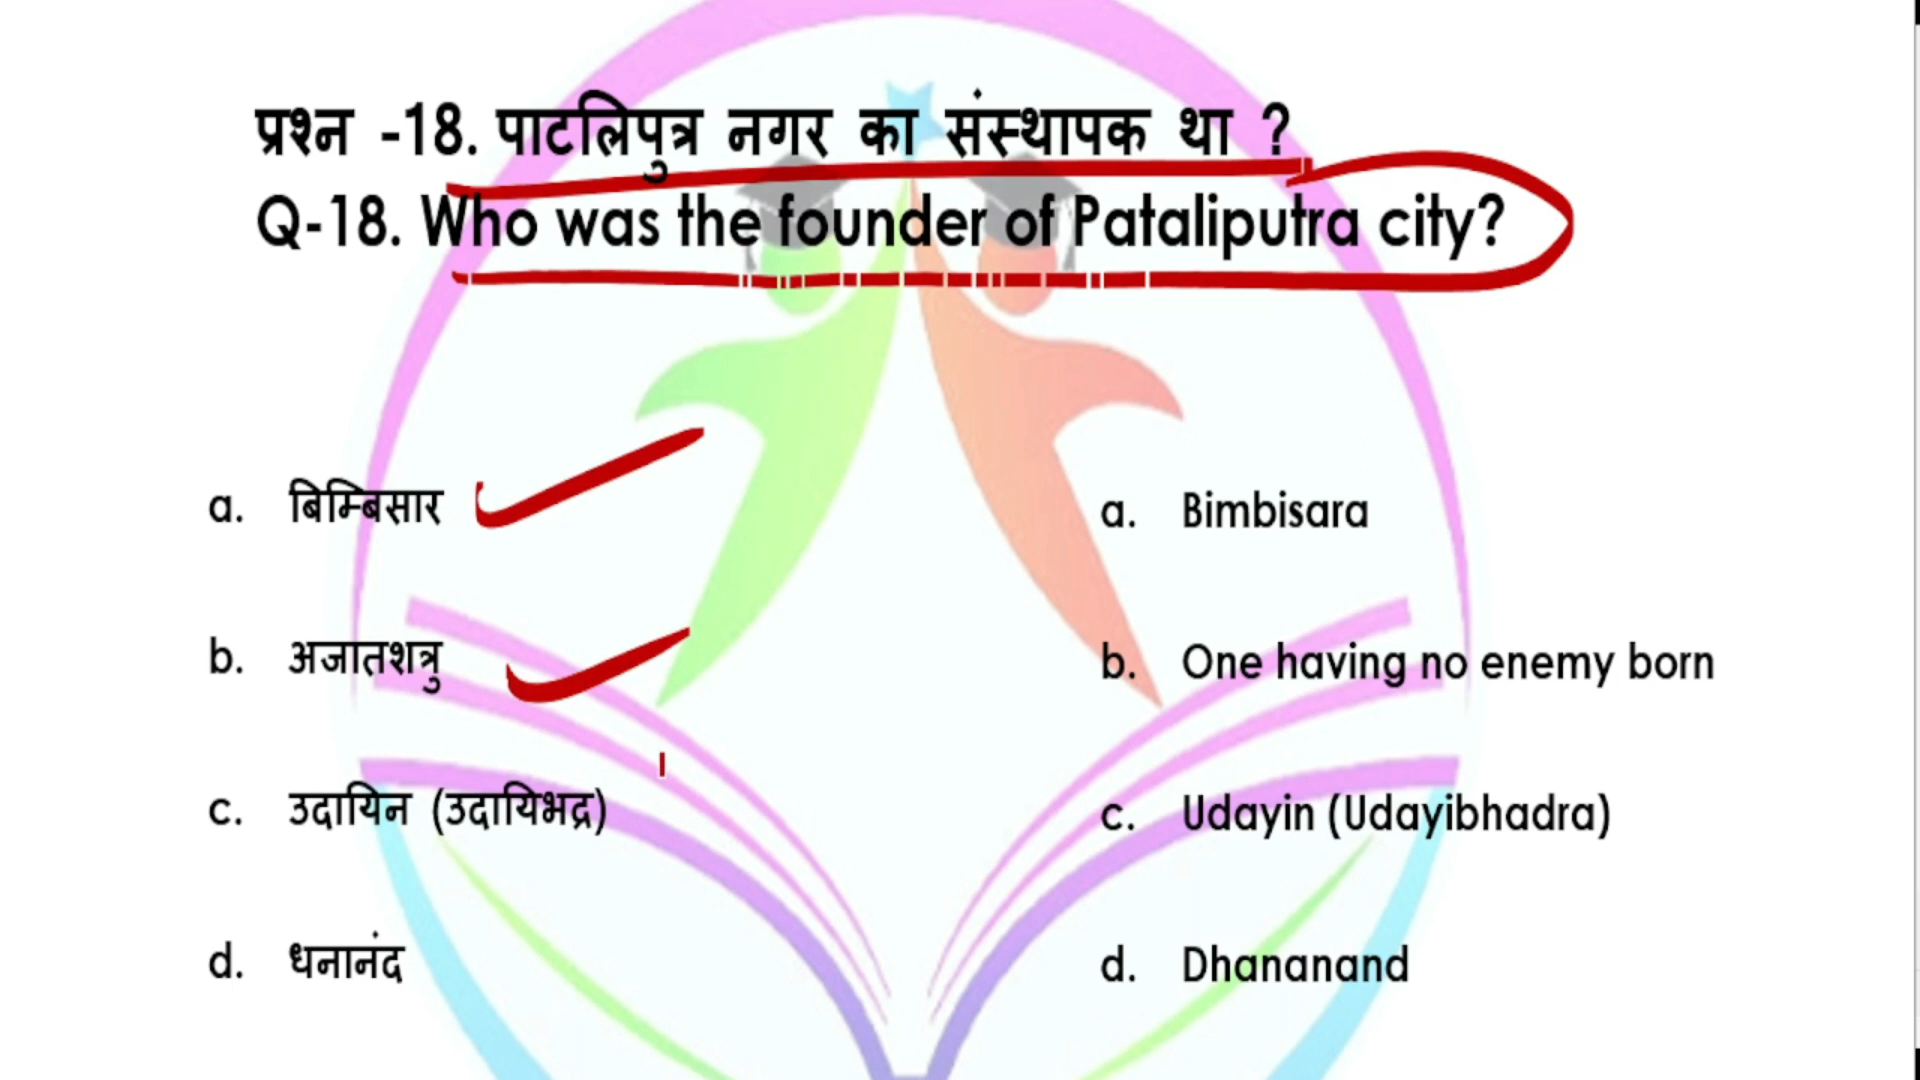 प्रश्न -18. पाटलिपुत्र नगर का संस्थापक था ?
Q-18. Who was the founder of Pataliputra city?
a. बिम्बिसार
b. अजातशत्रु
c. उदायिन (उदायिभद्र)
d. धनानंद
a. Bimbisara
b. One having no enemy born
c. Udayin (Udayibhadra)
d. Dhananand